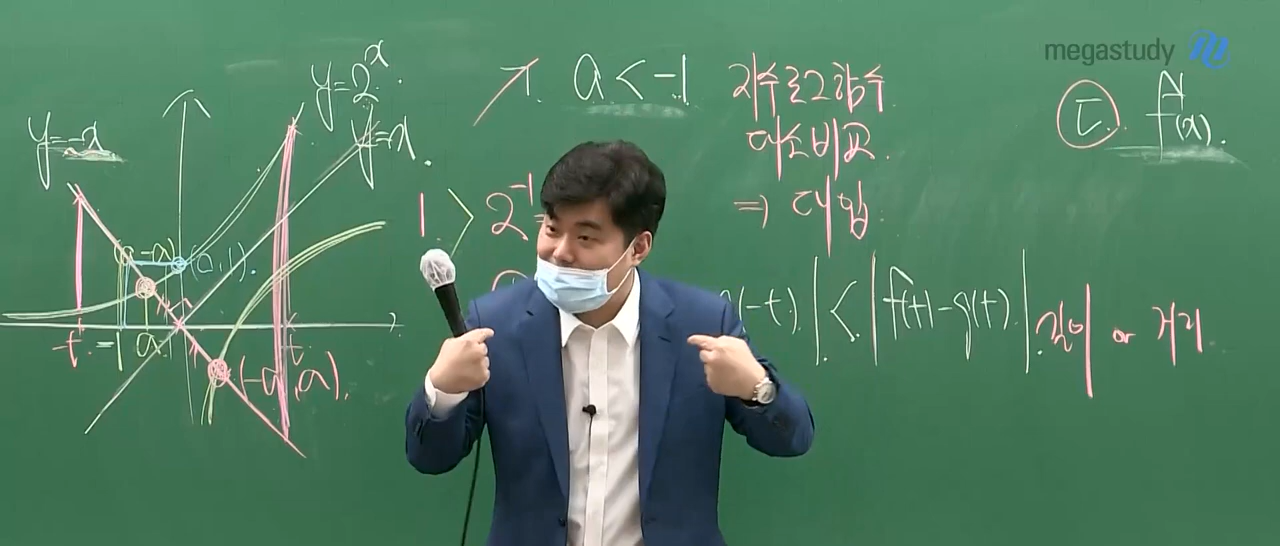 megastudy
y=2^x.
y=-x
y=x.
a<-1
지수로그함수
대소비교.
⇒ 대입
ㄷ.
f(x).
1 > 2^-1
(0,1).
-t
a
t
(-a,a).
(-t)| < |f(t)-g(t)|
길이 or 거리